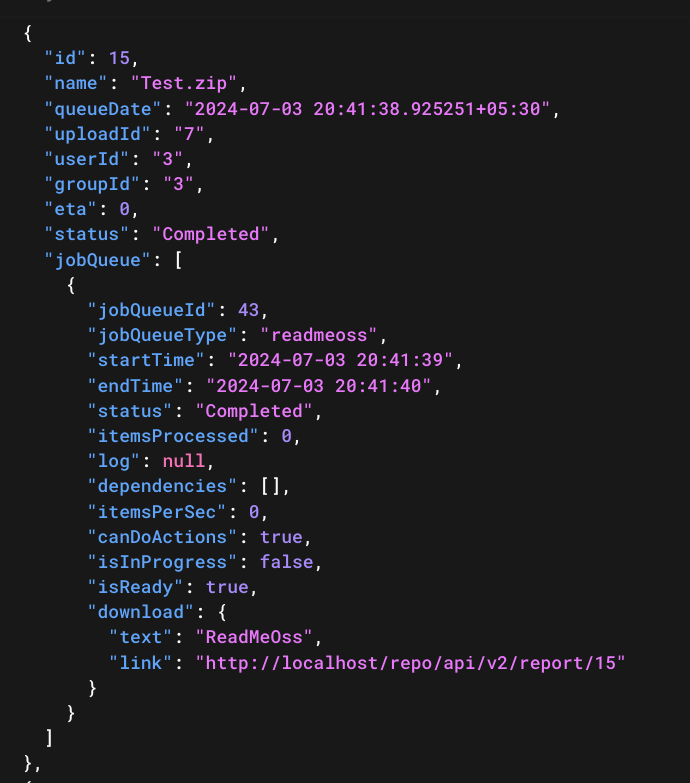 {
  "id": 15,
  "name": "Test.zip",
  "queueDate": "2024-07-03 20:41:38.925251+05:30",
  "uploadId": "7",
  "userId": "3",
  "groupId": "3",
  "eta": 0,
  "status": "Completed",
  "jobQueue": [
    {
      "jobQueueId": 43,
      "jobQueueType": "readmeoss",
      "startTime": "2024-07-03 20:41:39",
      "endTime": "2024-07-03 20:41:40",
      "status": "Completed",
      "itemsProcessed": 0,
      "log": null,
      "dependencies": [],
      "itemsPerSec": 0,
      "canDoActions": true,
      "isInProgress": false,
      "isReady": true,
      "download": {
        "text": "ReadMeOss",
        "link": "http://localhost/repo/api/v2/report/15"
      }
    }
  ]
},